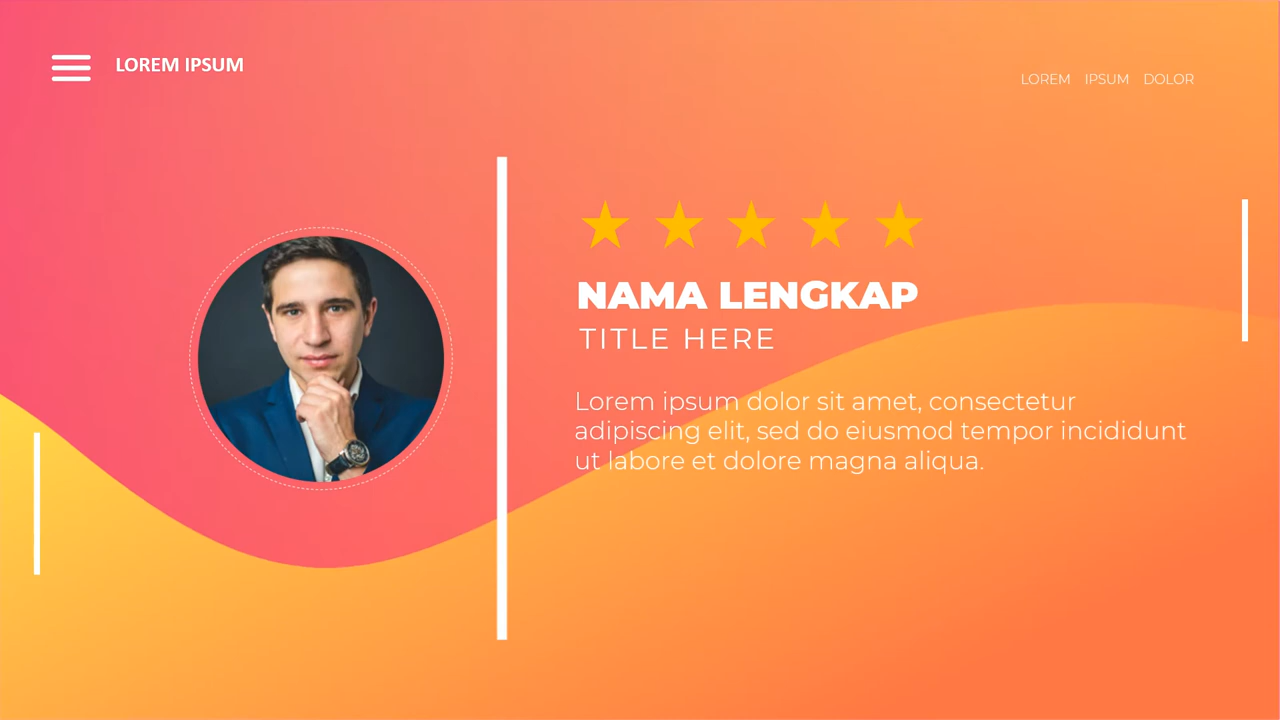 LOREM IPSUM
LOREM IPSUM DOLOR
NAMA LENGKAP
TITLE HERE
Lorem ipsum dolor sit amet, consectetur
adipiscing elit, sed do eiusmod tempor incididunt
ut labore et dolore magna aliqua.